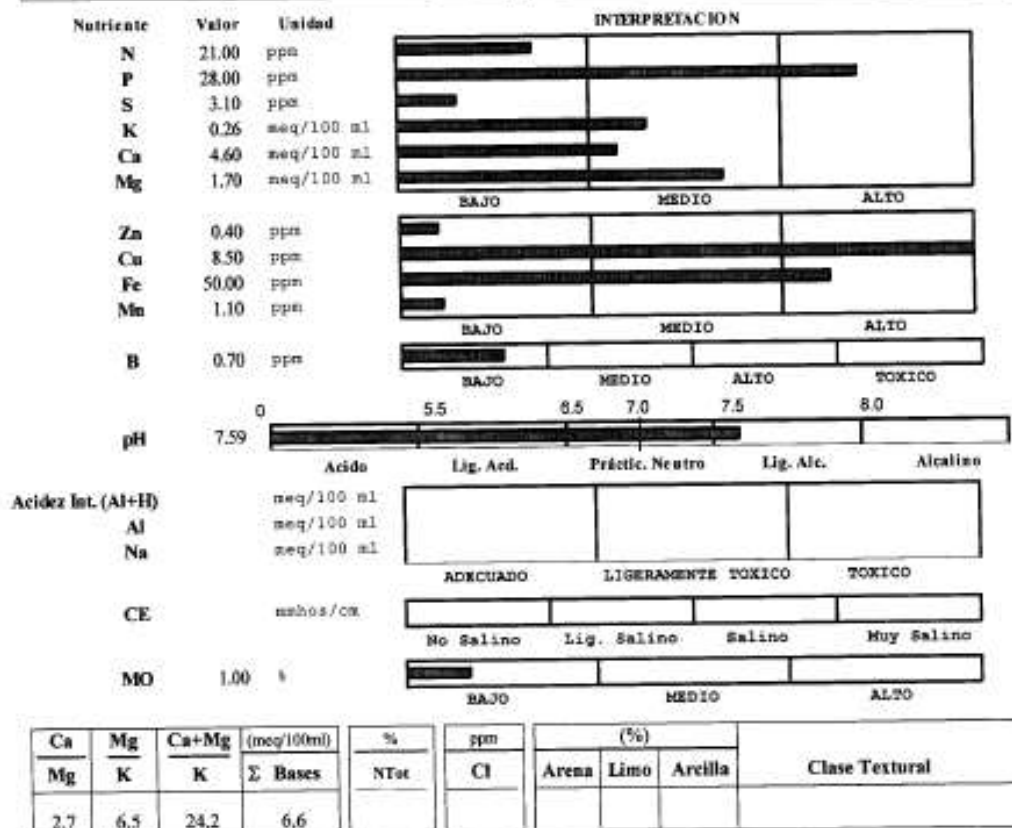 Nutriente Valor Unidad INTERPRETACION
N 21.00 ppm
P 28.00 ppm
S 3.10 ppm
K 0.26 meq/100 ml
Ca 4.60 meq/100 ml
Mg 1.70 meq/100 ml
BAJO MEDIO ALTO
Zn 0.40 ppm
Cu 8.50 ppm
Fe 50.00 ppm
Mn 1.10 ppm
BAJO MEDIO ALTO
B 0.70 ppm
BAJO MEDIO ALTO TOXICO
0 5.5 6.5 7.0 7.5 8.0
pH 7.59
Acido Lig. Acd. Práctic. Neutro Lig. Alc. Alcalino
Acidez Int. (Al+H) meq/100 ml
Al meq/100 ml
Na meq/100 ml
ADECUADO LIGERAMENTE TOXICO TOXICO
CE mmhos/cm
No Salino Lig. Salino Salino Muy Salino
MO 1.00 %
BAJO MEDIO ALTO
Ca Mg Ca+Mg (meq/100ml) % ppm (%)
Mg K K Σ Bases NTot Cl Arena Limo Arcilla Clase Textural
2.7 6.5 24.2 6.6